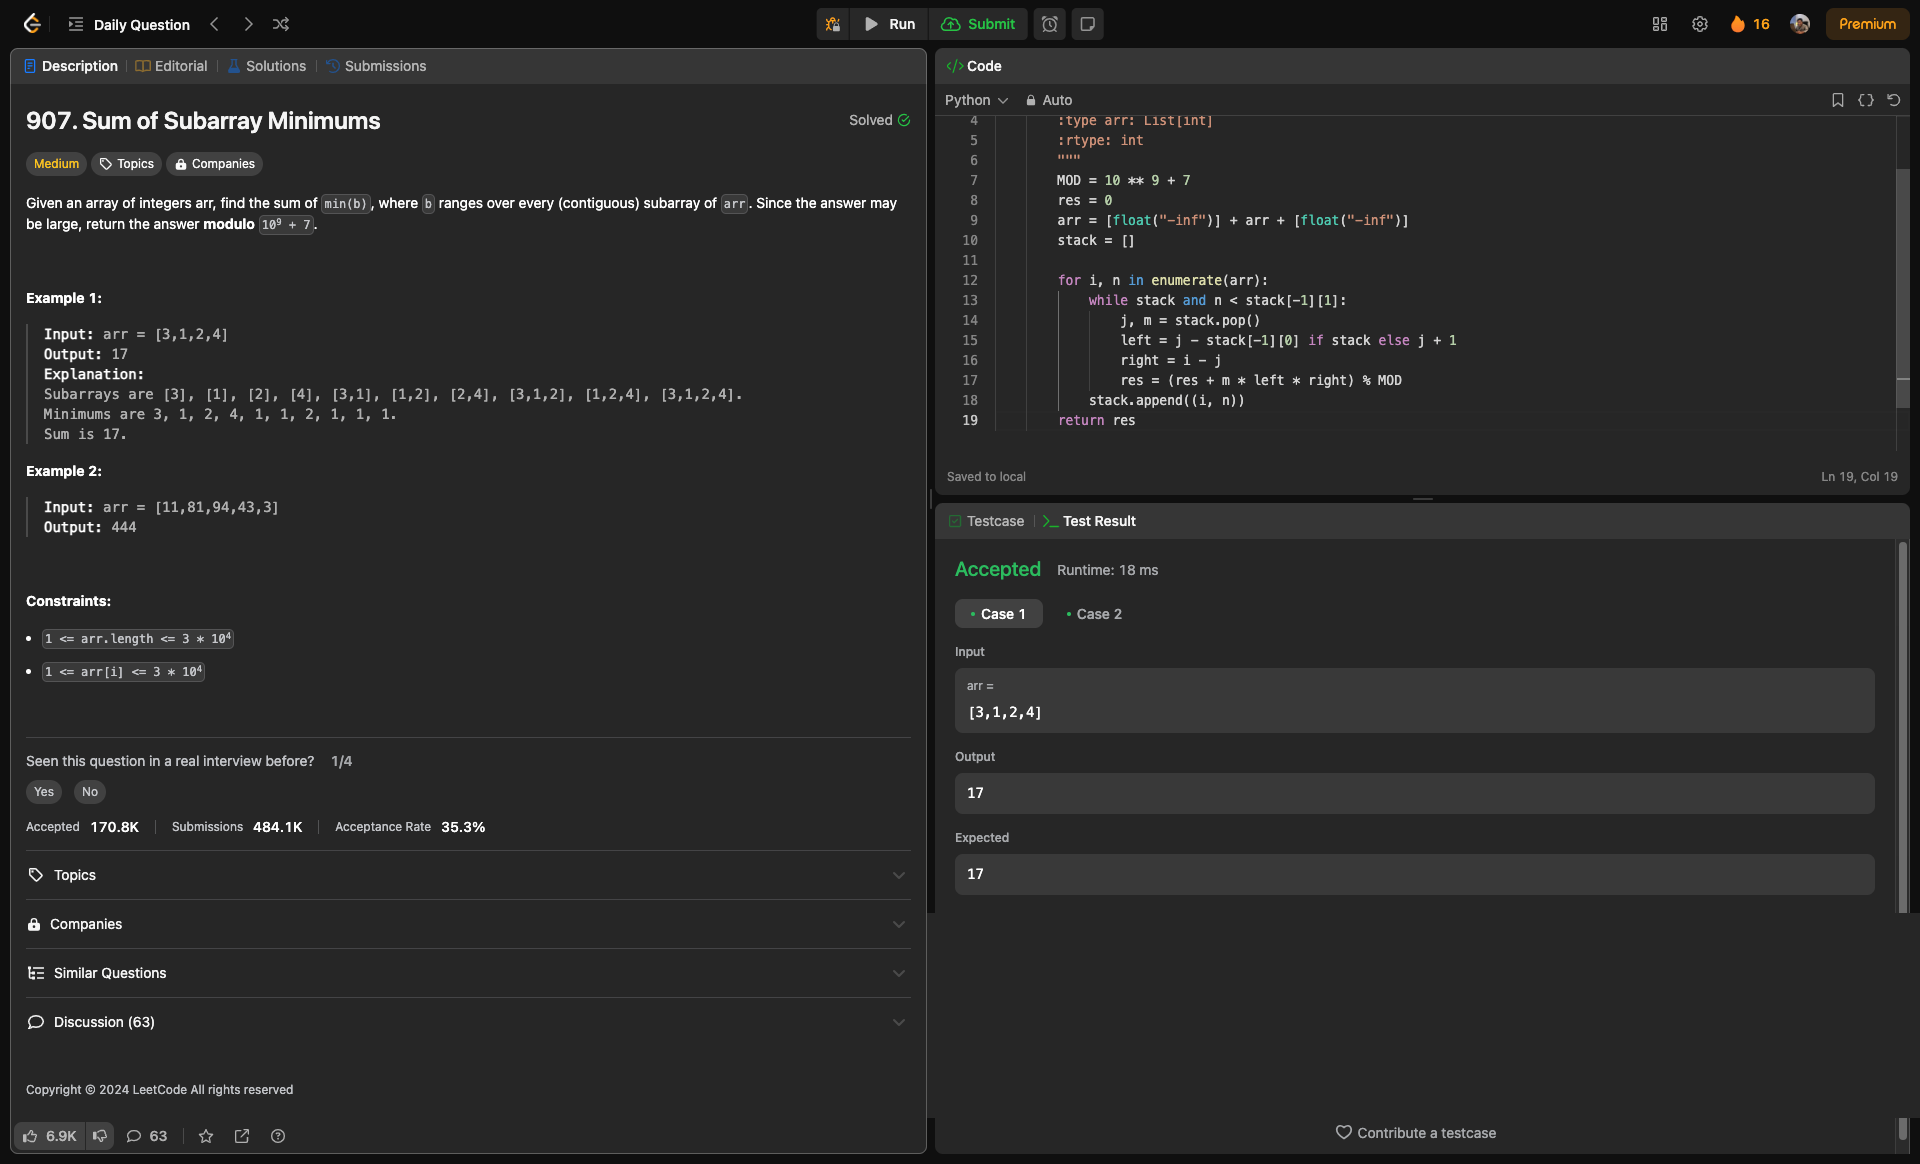 Daily Question
Run
Submit
16
Premium
Description
Editorial
Solutions
Submissions
907. Sum of Subarray Minimums
Solved
Medium
Topics
Companies
Given an array of integers arr, find the sum of min(b), where b ranges over every (contiguous) subarray of arr. Since the answer may
be large, return the answer modulo 10⁹ + 7.
Example 1:
Input: arr = [3,1,2,4]
Output: 17
Explanation:
Subarrays are [3], [1], [2], [4], [3,1], [1,2], [2,4], [3,1,2], [1,2,4], [3,1,2,4].
Minimums are 3, 1, 2, 4, 1, 1, 2, 1, 1, 1.
Sum is 17.
Example 2:
Input: arr = [11,81,94,43,3]
Output: 444
Constraints:
• 1 <= arr.length <= 3 * 10⁴
• 1 <= arr[i] <= 3 * 10⁴
Seen this question in a real interview before? 1/4
Yes
No
Accepted 170.8K
Submissions 484.1K
Acceptance Rate 35.3%
Topics
Companies
Similar Questions
Discussion (63)
Copyright © 2024 LeetCode All rights reserved
6.9K
63
Code
Python
Auto
4 :type arr: List[int]
5 :rtype: int
6 """
7 MOD = 10 ** 9 + 7
8 res = 0
9 arr = [float("-inf")] + arr + [float("-inf")]
10 stack = []
11
12 for i, n in enumerate(arr):
13 while stack and n < stack[-1][1]:
14 j, m = stack.pop()
15 left = j - stack[-1][0] if stack else j + 1
16 right = i - j
17 res = (res + m * left * right) % MOD
18 stack.append((i, n))
19 return res
Saved to local
Ln 19, Col 19
Testcase
Test Result
Accepted
Runtime: 18 ms
• Case 1
• Case 2
Input
arr =
[3,1,2,4]
Output
17
Expected
17
Contribute a testcase